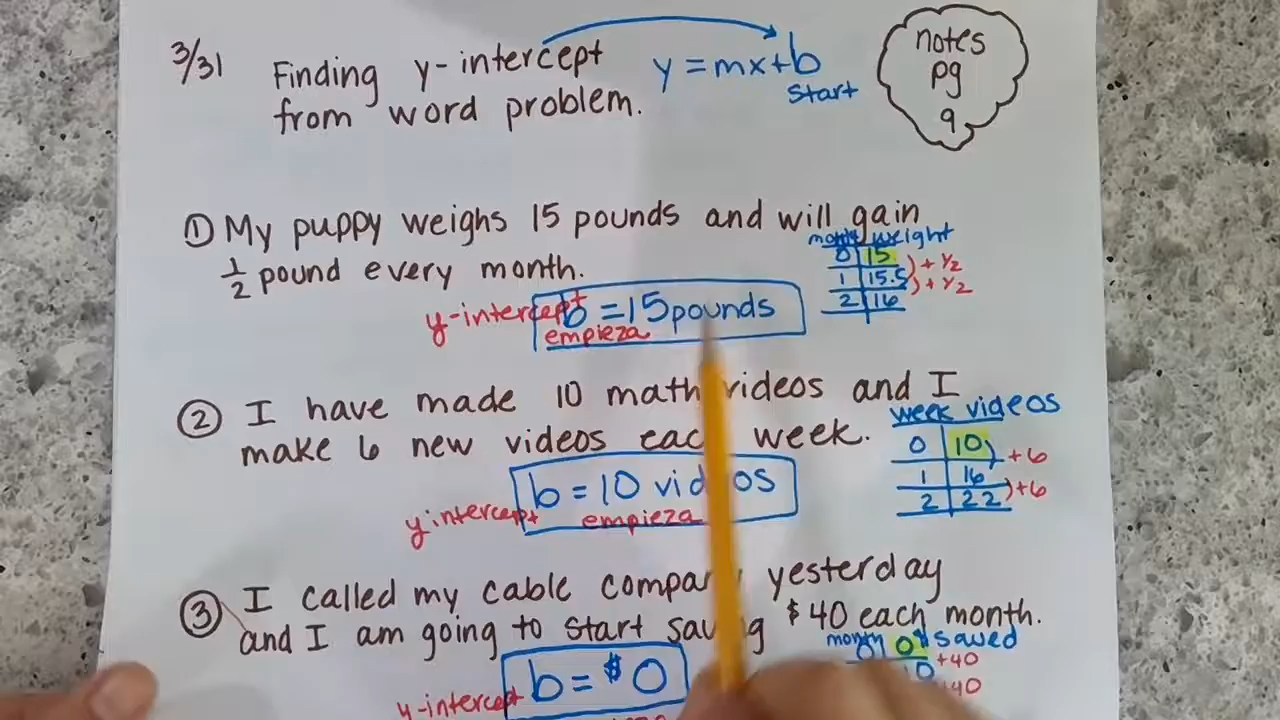 3/31
Finding y-intercept
from word problem.
y = mx+b
start
notes
pg
9
① My puppy weighs 15 pounds and will gain
1/2 pound every month.
month weight
0 15
1 15.5
2 16
+ 1/2
+ 1/2
y-intercept b = 15 pounds
empieza
② I have made 10 math videos and I
make 6 new videos each week.
week videos
0 10
1 16
2 22
+6
+6
y intercept b = 10 videos
empieza
③ I called my cable company yesterday
and I am going to start saving $40 each month.
month $ saved
0 0
+40
+40
y-intercept b = $0